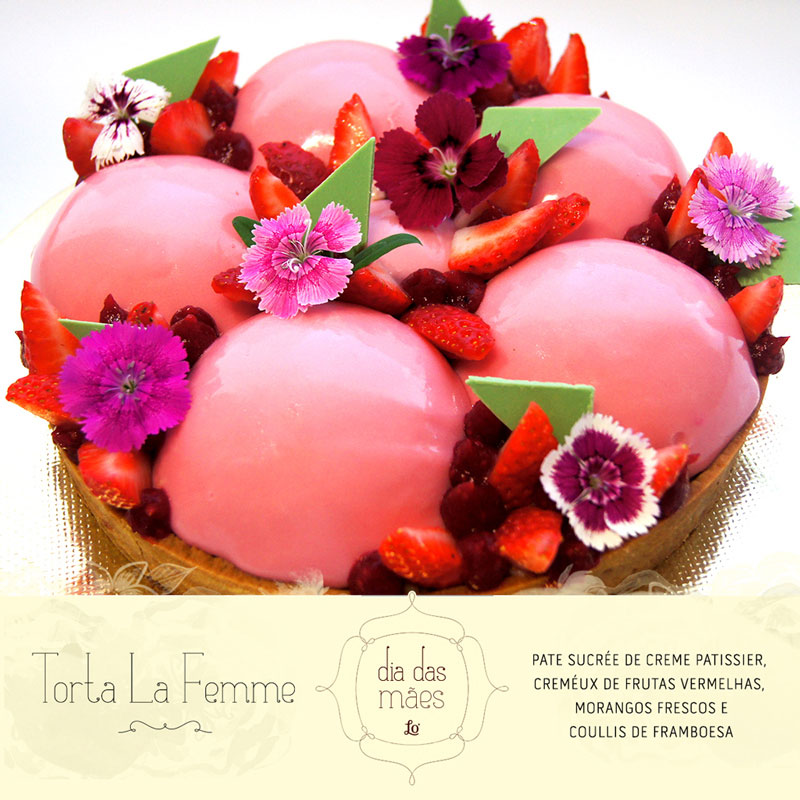 Torta La Femme
dia das
mães
Lo
PATE SUCRÉE DE CREME PATISSIER,
CREMÉUX DE FRUTAS VERMELHAS,
MORANGOS FRESCOS E
COULLIS DE FRAMBOESA